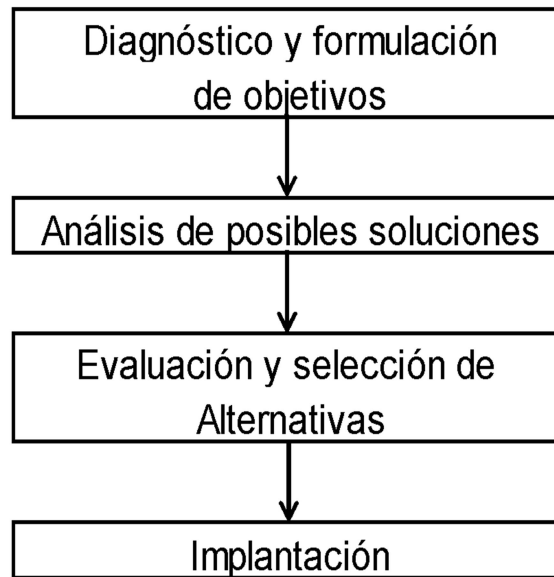 Diagnóstico y formulación
de objetivos
Análisis de posibles soluciones
Evaluación y selección de
Alternativas
Implantación